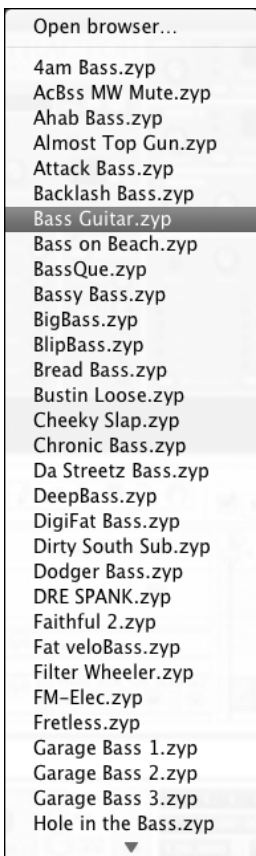 Open browser...
4am Bass.zyp
AcBss MW Mute.zyp
Ahab Bass.zyp
Almost Top Gun.zyp
Attack Bass.zyp
Backlash Bass.zyp
Bass Guitar.zyp
Bass on Beach.zyp
BassQue.zyp
Bassy Bass.zyp
BigBass.zyp
BlipBass.zyp
Bread Bass.zyp
Bustin Loose.zyp
Cheeky Slap.zyp
Chronic Bass.zyp
Da Streetz Bass.zyp
DeepBass.zyp
DigiFat Bass.zyp
Dirty South Sub.zyp
Dodger Bass.zyp
DRE SPANK.zyp
Faithful 2.zyp
Fat veloBass.zyp
Filter Wheeler.zyp
FM-Elec.zyp
Fretless.zyp
Garage Bass 1.zyp
Garage Bass 2.zyp
Garage Bass 3.zyp
Hole in the Bass.zyp